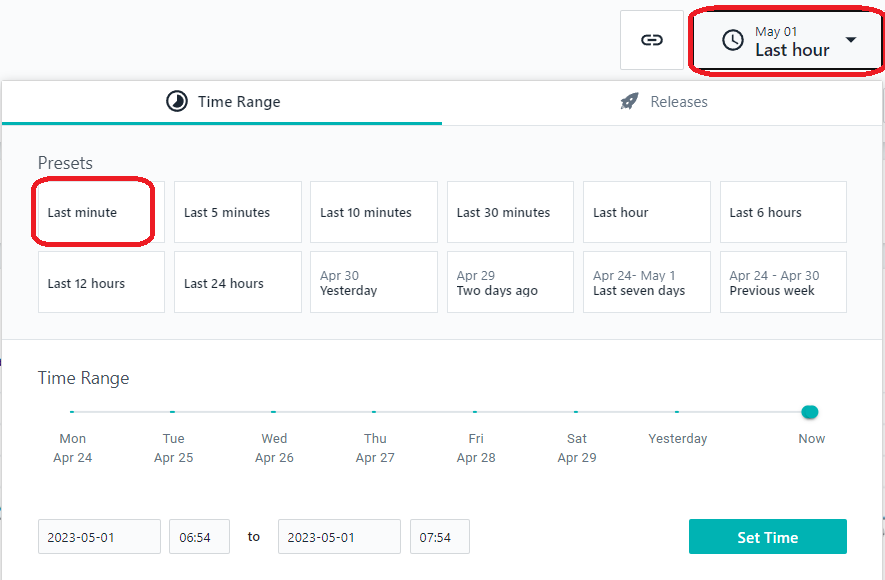 May 01
Last hour
Time Range
Releases
Presets
Last minute
Last 5 minutes
Last 10 minutes
Last 30 minutes
Last hour
Last 6 hours
Last 12 hours
Last 24 hours
Apr 30
Yesterday
Apr 29
Two days ago
Apr 24- May 1
Last seven days
Apr 24 - Apr 30
Previous week
Time Range
Mon
Apr 24
Tue
Apr 25
Wed
Apr 26
Thu
Apr 27
Fri
Apr 28
Sat
Apr 29
Yesterday
Now
2023-05-01
06:54
to
2023-05-01
07:54
Set Time